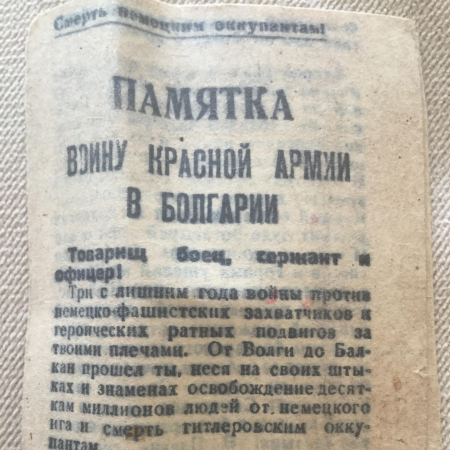 Смерть немецким оккупантам!
ПАМЯТКА
ВОИНУ КРАСНОЙ АРМИИ
В БОЛГАРИИ
Товарищ боец, сержант и
офицер!
Три с лишним года войны против
немецко-фашистских захватчиков и
героических ратных подвигов за
твоими плечами. От Волги до Бал-
кан прошел ты, неся на своих шты-
ках и знаменах освобождение десят-
кам миллионов людей от немецкого
ига и смерть гитлеровским окку-
пантам